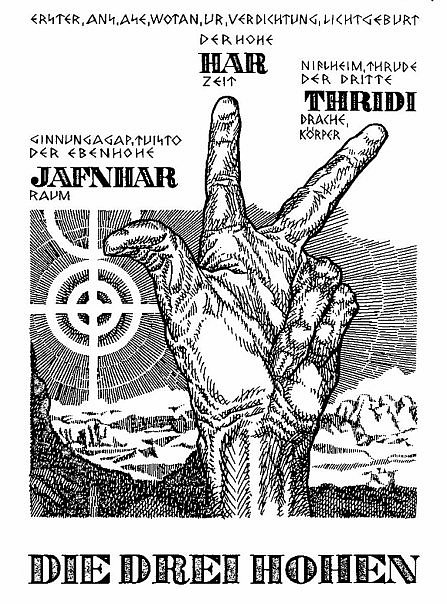 ERSTER, ANS, ASE, WOTAN, UR, VERDICHTUNG, LICHTGEBURT
DER HOHE
HAR
ZEIT
NIFLHEIM, THRUDE
DER DRITTE
THRIDI
DRACHE,
KÖRPER
GINNUNGAGAP, TUISTO
DER EBENHOHE
JAFNHAR
RAUM
DIE DREI HOHEN